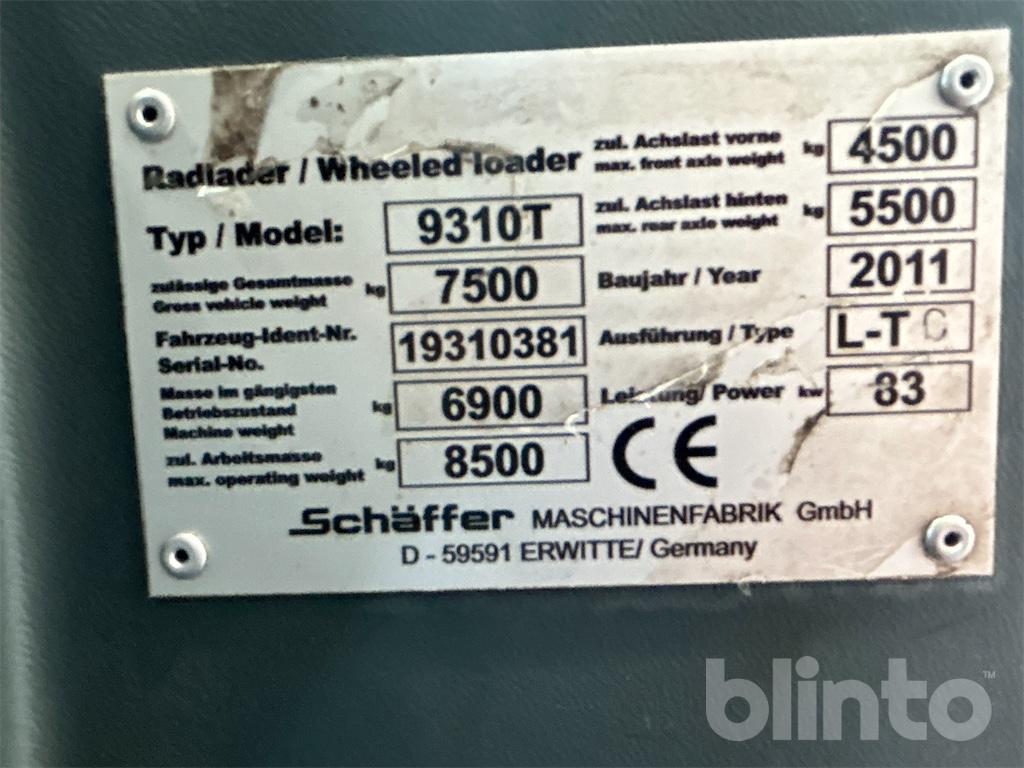 Radlader / Wheeled loader
Typ / Model: 9310T
zulässige Gesamtmasse
Gross vehicle weight kg 7500
Fahrzeug-Ident-Nr.
Serial-No. 19310381
Masse im gängigsten
Betriebszustand
Machine weight kg 6900
zul. Arbeitsmasse
max. operating weight kg 8500
zul. Achslast vorne
max. front axle weight kg 4500
zul. Achslast hinten
max. rear axle weight kg 5500
Baujahr / Year 2011
Ausführung / Type L-T C
Leistung/ Power kw 83
CE
Schäffer MASCHINENFABRIK GmbH
D - 59591 ERWITTE/ Germany
blinto™